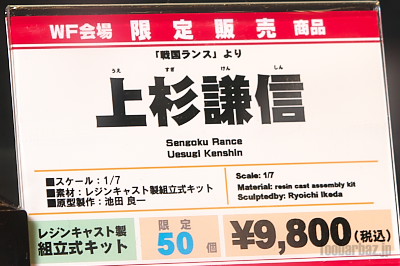 WF会場 限定販売 商品
「戦国ランス」より
うえ すぎ けん しん
上杉謙信
Sengoku Rance
Uesugi Kenshin
■スケール：1/7
■素材：レジンキャスト製組立式キット
■原型製作：池田 良一
Scale: 1/7
Material: resin cast assembly kit
Sculptedby: Ryoichi Ikeda
レジンキャスト製
組立式キット
限定
50個
¥9,800(税込)